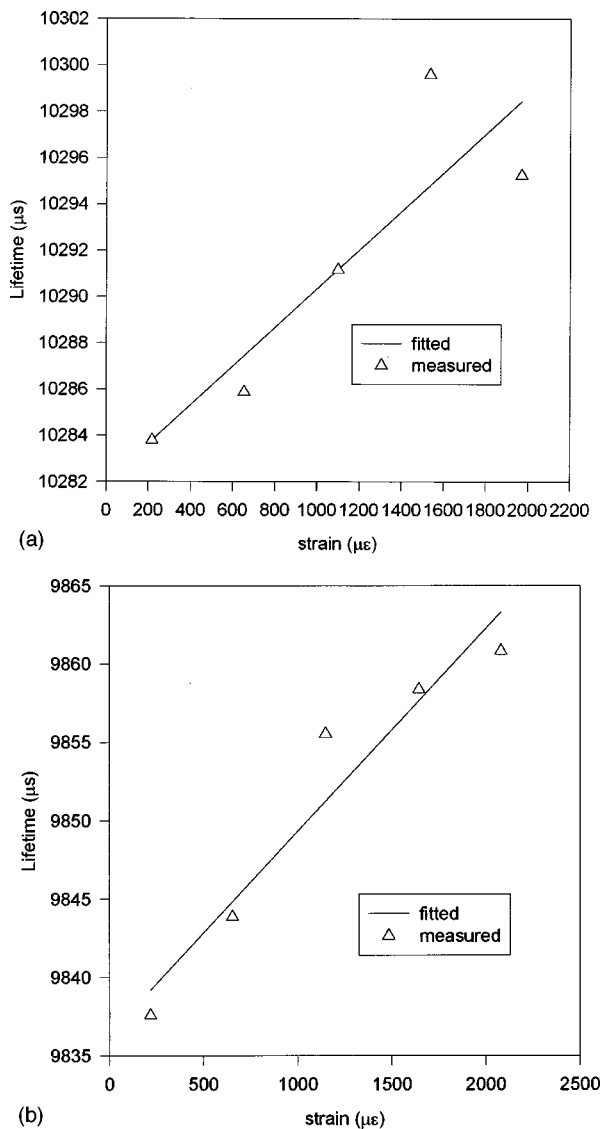 10302
10300
10298
10296
10294
10291
10290
10288
10286
10284
10282
Lifetime (µs)
fitted
measured
0 200 400 600 800 1000 1200 1400 1600 1800 2000 2200
strain (µε)
(a)
9865
9860
9855
9850
9845
9840
9835
Lifetime (µs)
fitted
measured
0 500 1000 1500 2000 2500
strain (µε)
(b)